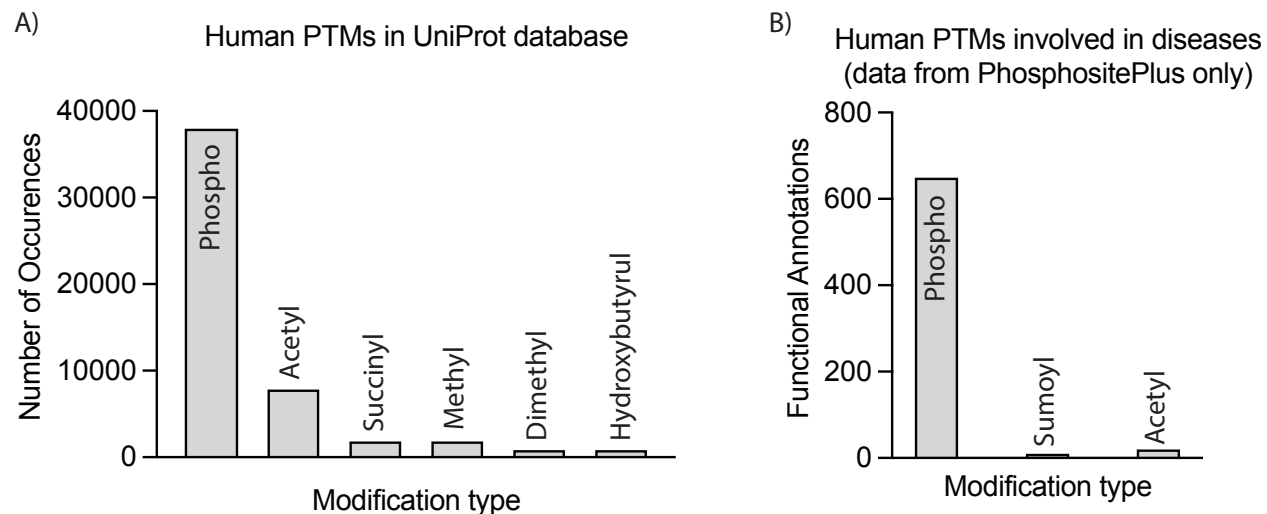 A)
Human PTMs in UniProt database
Number of Occurences
40000
30000
20000
10000
0
Phospho
Acetyl
Succinyl
Methyl
Dimethyl
Hydroxybutyrul
Modification type
B)
Human PTMs involved in diseases
(data from PhosphositePlus only)
Functional Annotations
800
600
400
200
0
Phospho
Sumoyl
Acetyl
Modification type